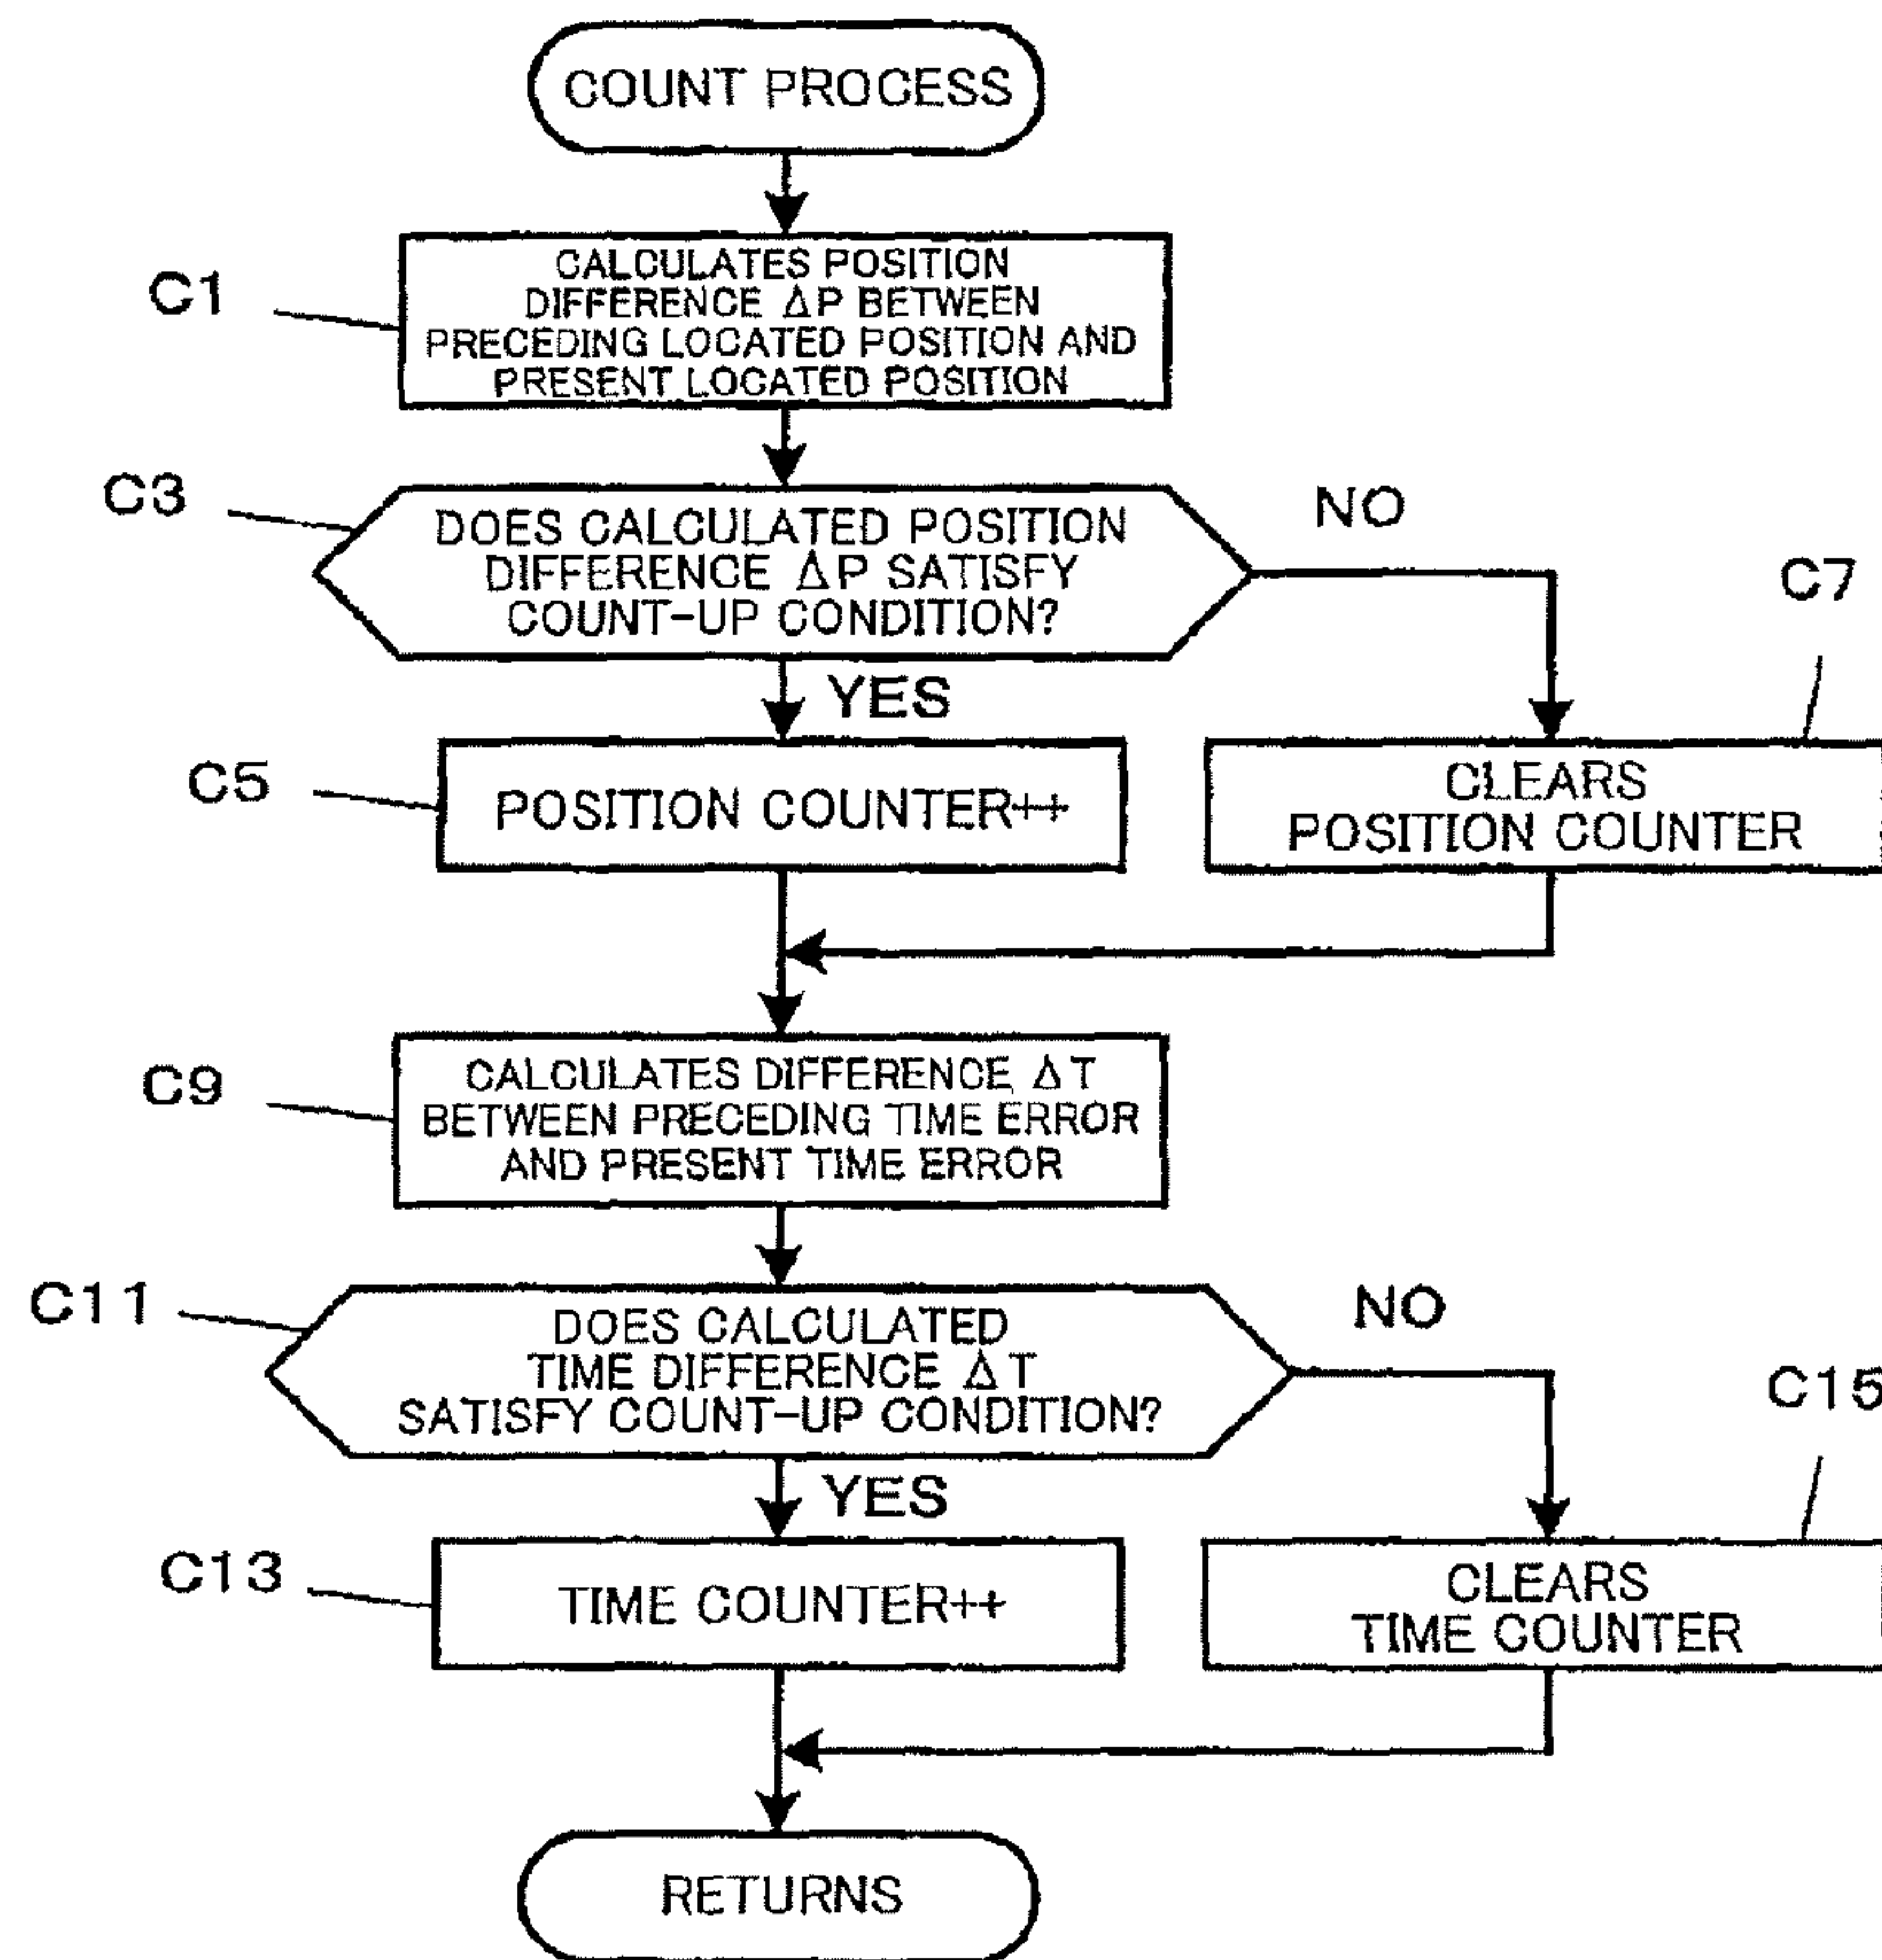 COUNT PROCESS
C1
CALCULATES POSITION
DIFFERENCE ΔP BETWEEN
PRECEDING LOCATED POSITION AND
PRESENT LOCATED POSITION
C3
DOES CALCULATED POSITION
DIFFERENCE ΔP SATISFY
COUNT-UP CONDITION?
NO
YES
C5
POSITION COUNTER++
C7
CLEARS
POSITION COUNTER
C9
CALCULATES DIFFERENCE ΔT
BETWEEN PRECEDING TIME ERROR
AND PRESENT TIME ERROR
C11
DOES CALCULATED
TIME DIFFERENCE ΔT
SATISFY COUNT-UP CONDITION?
NO
YES
C13
TIME COUNTER++
C15
CLEARS
TIME COUNTER
RETURNS